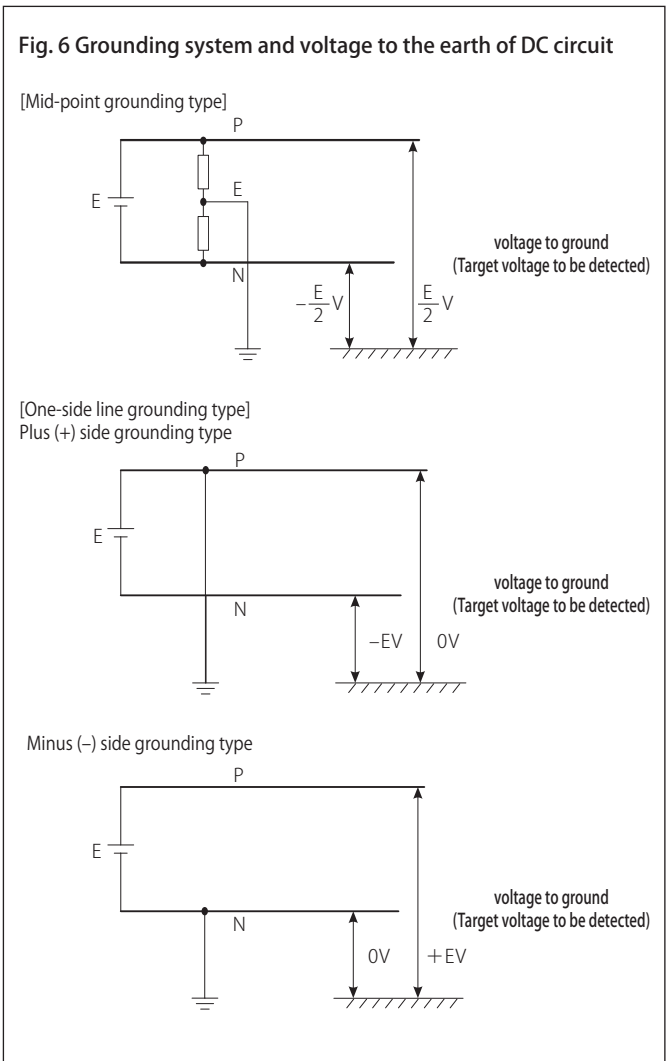 Fig. 6 Grounding system and voltage to the earth of DC circuit
[Mid-point grounding type]
P
E
E
N
−E/2 V
E/2 V
voltage to ground
(Target voltage to be detected)
[One-side line grounding type]
Plus (+) side grounding type
P
E
N
−EV
0V
voltage to ground
(Target voltage to be detected)
Minus (–) side grounding type
P
E
N
0V
+EV
voltage to ground
(Target voltage to be detected)